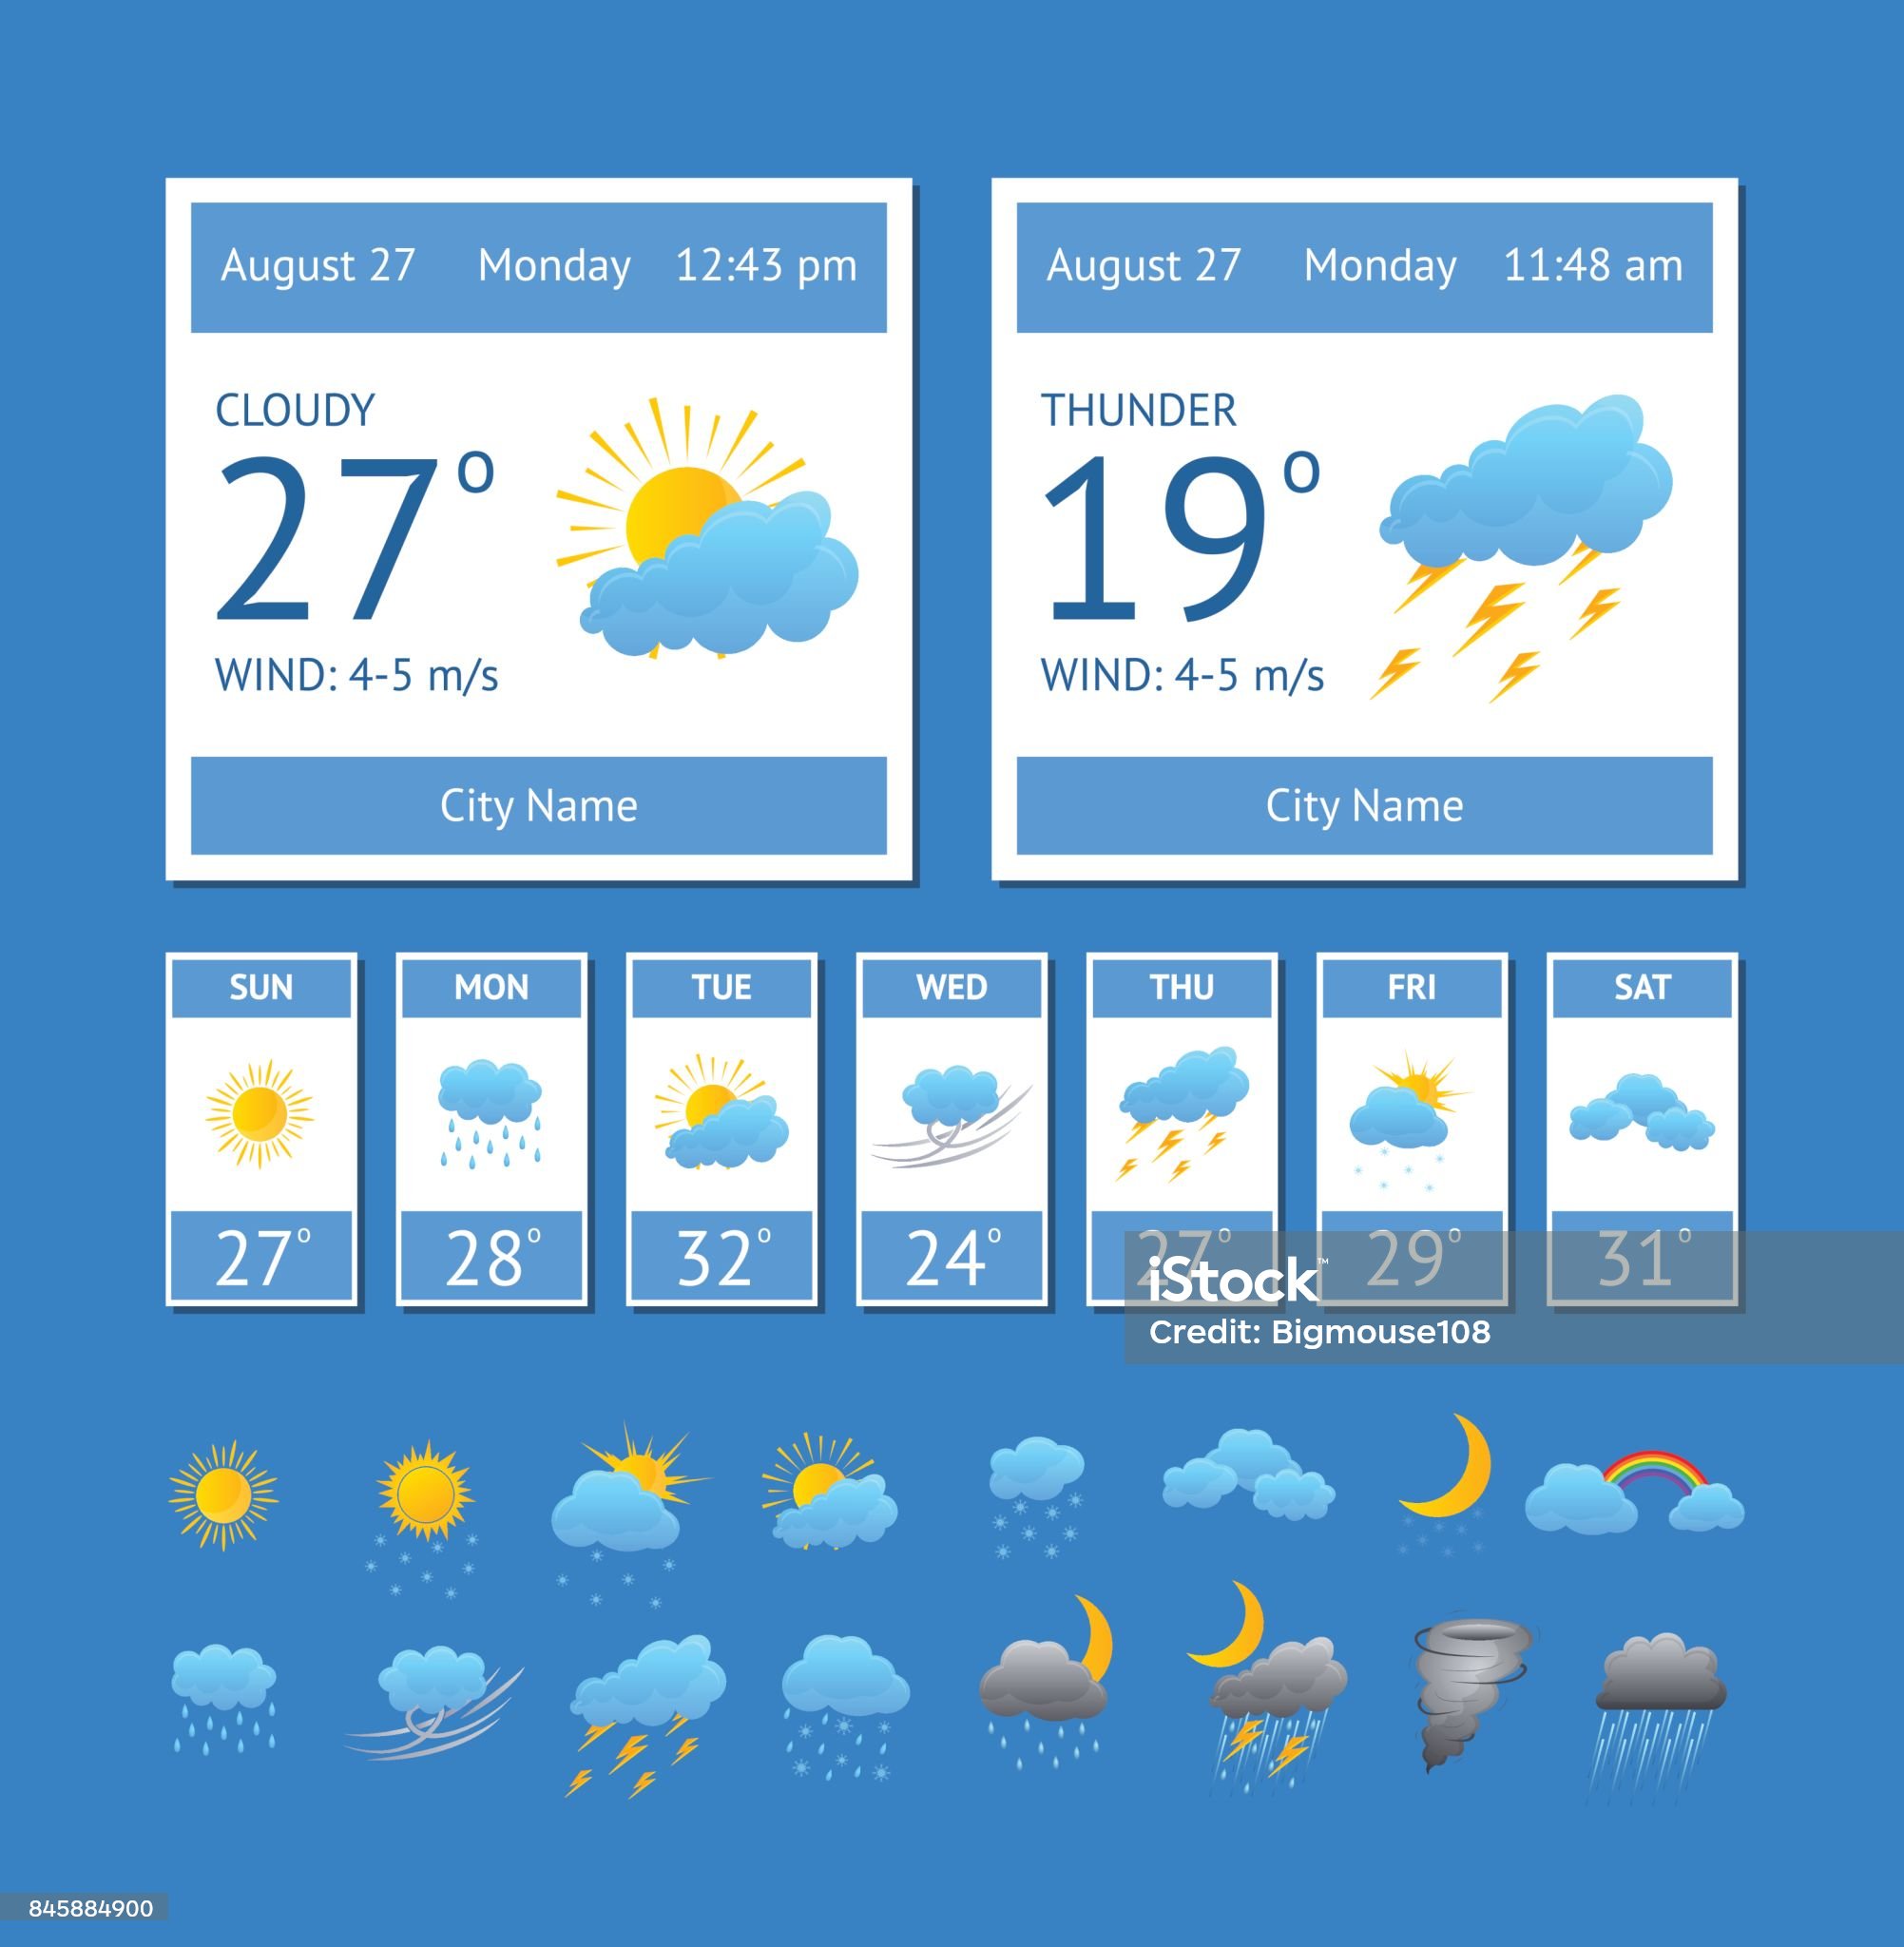 August 27 Monday 12:43 pm
CLOUDY
27°
WIND: 4-5 m/s
City Name
August 27 Monday 11:48 am
THUNDER
19°
WIND: 4-5 m/s
City Name
SUN MON TUE WED THU FRI SAT
27° 28° 32° 24° 27° 29° 31°
iStock™
Credit: Bigmouse108
845884900